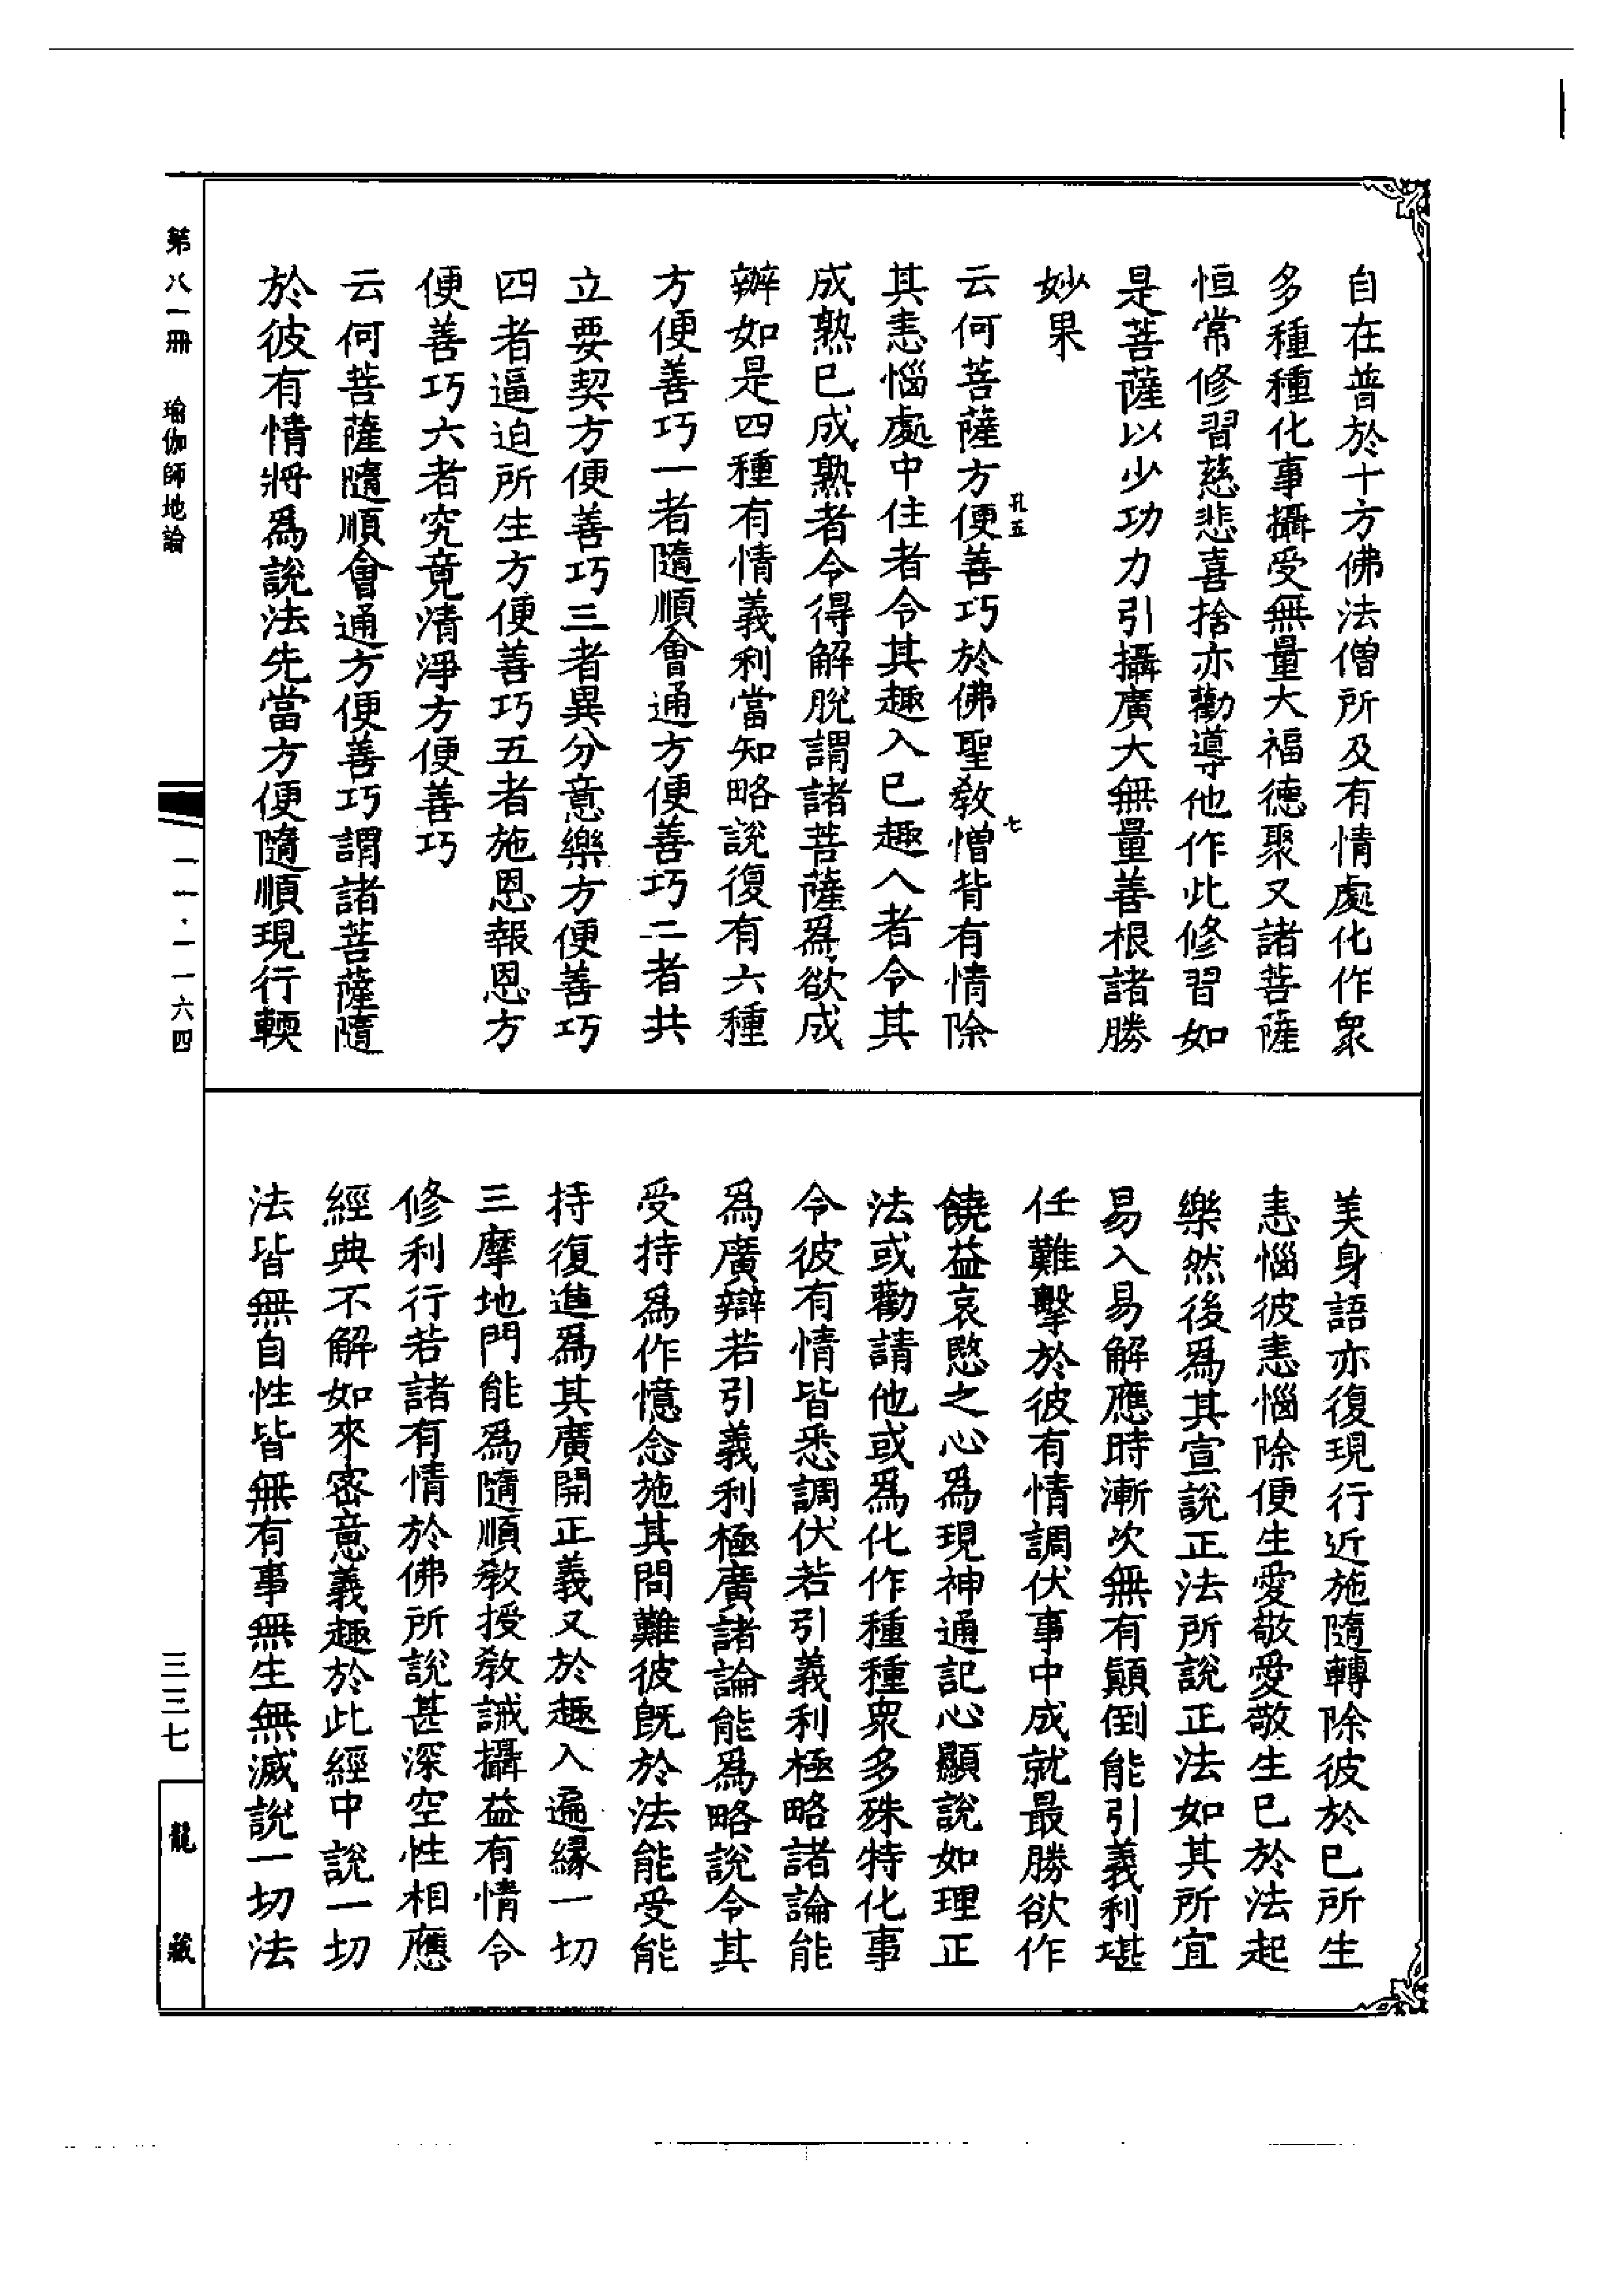 自在普於十方佛法僧所及有情處化作眾
多種種化事攝受無量大福德聚又諸菩薩
恒常修習慈悲喜捨亦勸導他作此修習如
是菩薩以少功力引攝廣大無量善根諸勝
妙果
孔五
七
云何菩薩方便善巧於佛聖教憎背有情除
其恚惱處中住者令其趣入已趣入者令其
成熟已成熟者令得解脫謂諸菩薩爲欲成
辦如是四種有情義利當知略說復有六種
方便善巧一者隨順會通方便善巧二者共
立要契方便善巧三者異分意樂方便善巧
四者逼迫所生方便善巧五者施恩報恩方
便善巧六者究竟清淨方便善巧
云何菩薩隨順會通方便善巧謂諸菩薩隨
於彼有情將爲說法先當方便隨順現行輭
美身語亦復現行近施隨轉除彼於已所生
恚惱彼恚惱除便生愛敬愛敬生已於法起
樂然後爲其宣說正法所說正法如其所宜
易入易解應時漸次無有顛倒能引義利堪
任難擊於彼有情調伏事中成就最勝欲作
饒益哀愍之心爲現神通記心顯說如理正
法或勸請他或爲化作種種眾多殊特化事
令彼有情皆悉調伏若引義利極略諸論能
爲廣辯若引義利極廣諸論能爲略說令其
受持爲作憶念施其問難彼旣於法能受能
持復進爲其廣開正義又於趣入遍緣一切
三摩地門能爲隨順教授教誡攝益有情令
修利行若諸有情於佛所說甚深空性相應
經典不解如來密意義趣於此經中說一切
法皆無自性皆無有事無生無滅說一切法
第八一冊 瑜伽師地論
一一·一一六四
三三七
龍藏